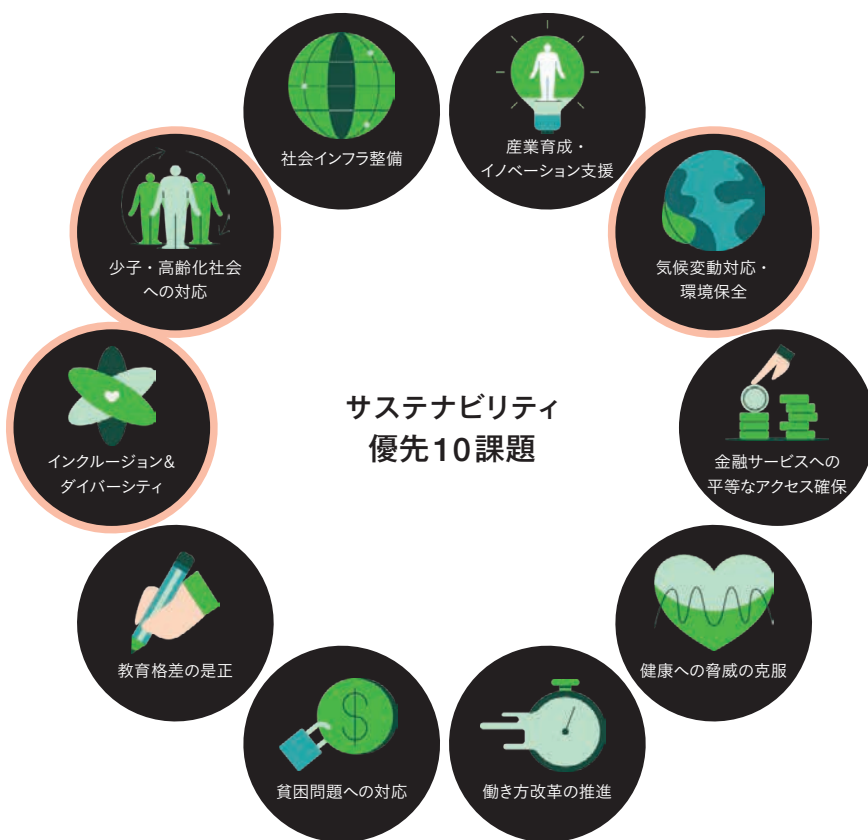 社会インフラ整備
産業育成・
イノベーション支援
少子・高齢化社会
への対応
気候変動対応・
環境保全
サステナビリティ
優先10課題
インクルージョン&
ダイバーシティ
金融サービスへの
平等なアクセス確保
教育格差の是正
健康への脅威の克服
$
貧困問題への対応
働き方改革の推進